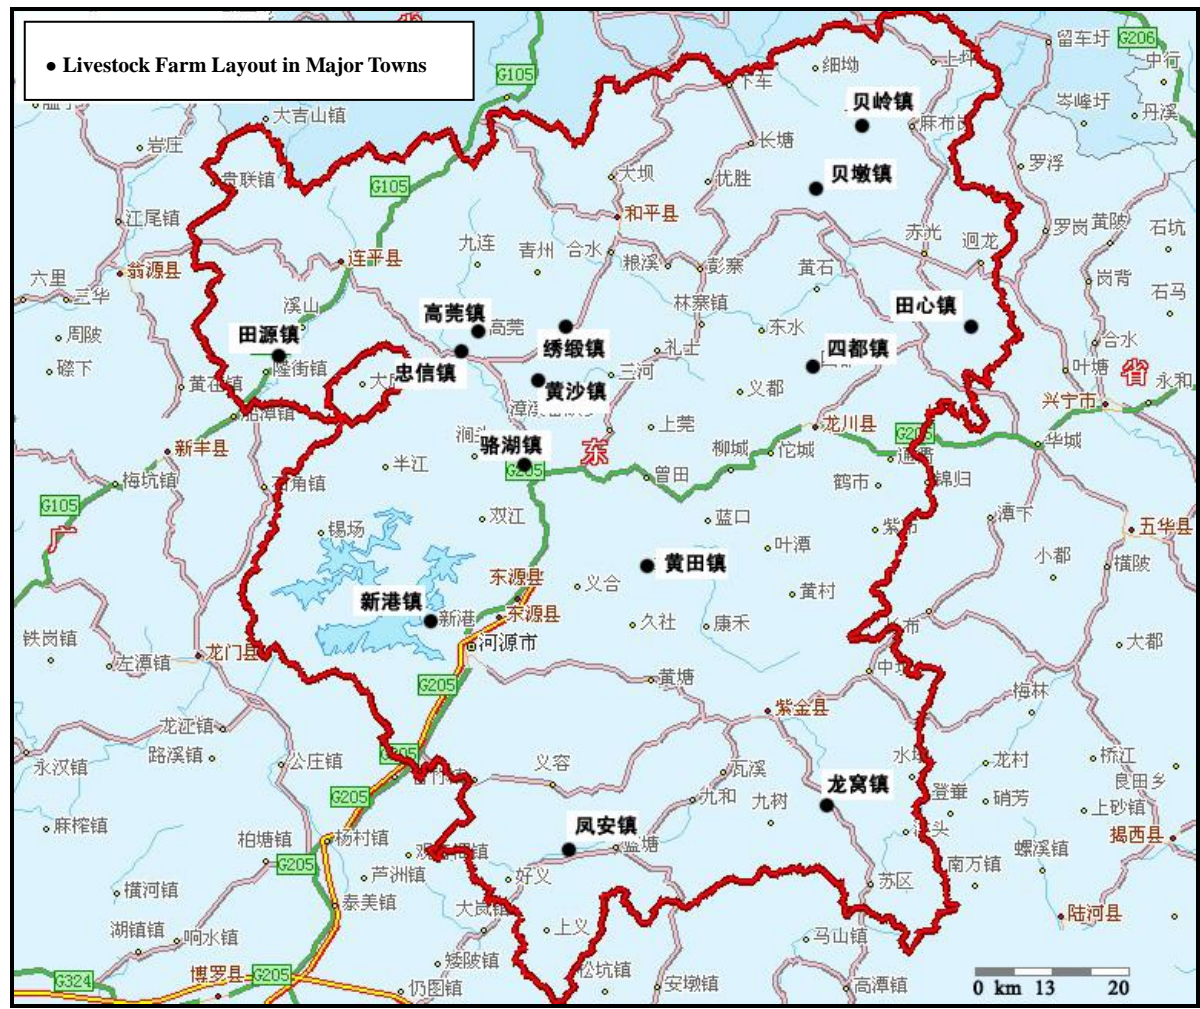 ● Livestock Farm Layout in Major Towns
G105
G206
留车圩
中行
上坪
细坳
下车
岑峰圩
丹溪
贝岭镇
麻布岗
大吉山镇
岩庄
长塘
罗浮
贝墩镇
贵联镇
G105
大坝
优胜
江尾镇
和平县
罗岗
黄陂
石坑
赤光
迴龙
九连
青州
合水
连平县
粮溪
彭寨
黄石
翁源县
六里
三华
岗背
石马
溪山
林寨镇
田心镇
高莞镇
高莞
东水
周陂
田源镇
绣缎镇
礼士
四都镇
合水
磜下
隆街镇
忠信镇
黄沙镇
三河
义都
叶塘
省
永和
兴宁市
上莞
龙川县
G205
新丰县
骆湖镇
东
柳城
佗城
华城
半江
G205
曾田
鹤市
梅坑镇
石角镇
锦归
G105
广
锡场
双江
蓝口
潭下
五华县
叶潭
小都
横陂
黄田镇
东源县
义合
黄村
新港镇
新港
东源县
久社
康禾
铁岗镇
河源市
大都
左潭镇
龙门县
G205
黄塘
梅林
紫金县
龙江镇
路溪镇
永汉镇
公庄镇
义容
瓦溪
龙村
桥江
良田乡
龙窝镇
G205
九和
九树
硝芳
上砂镇
麻榨镇
凤安镇
柏塘镇
杨村镇
揭西县
螺溪镇
G205
芦洲镇
好义
南万镇
苏区
横河镇
泰美镇
大岚镇
陆河县
湖镇镇
响水镇
上义
马山镇
矮陂镇
松坑镇
博罗县
G205
G324
仍图镇
安墩镇
高潭镇
0 km 13 20